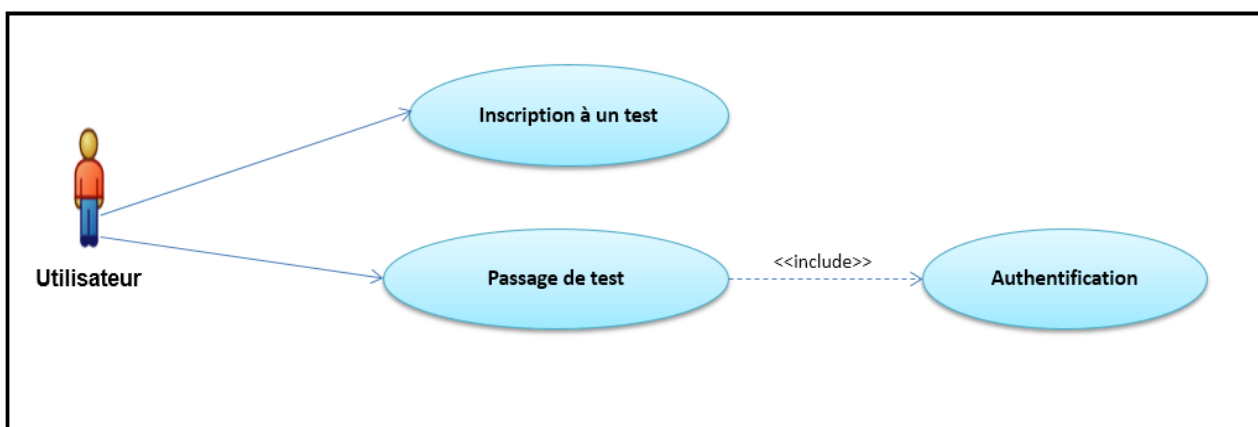 Inscription à un test
Utilisateur
Passage de test
<<include>>
Authentification